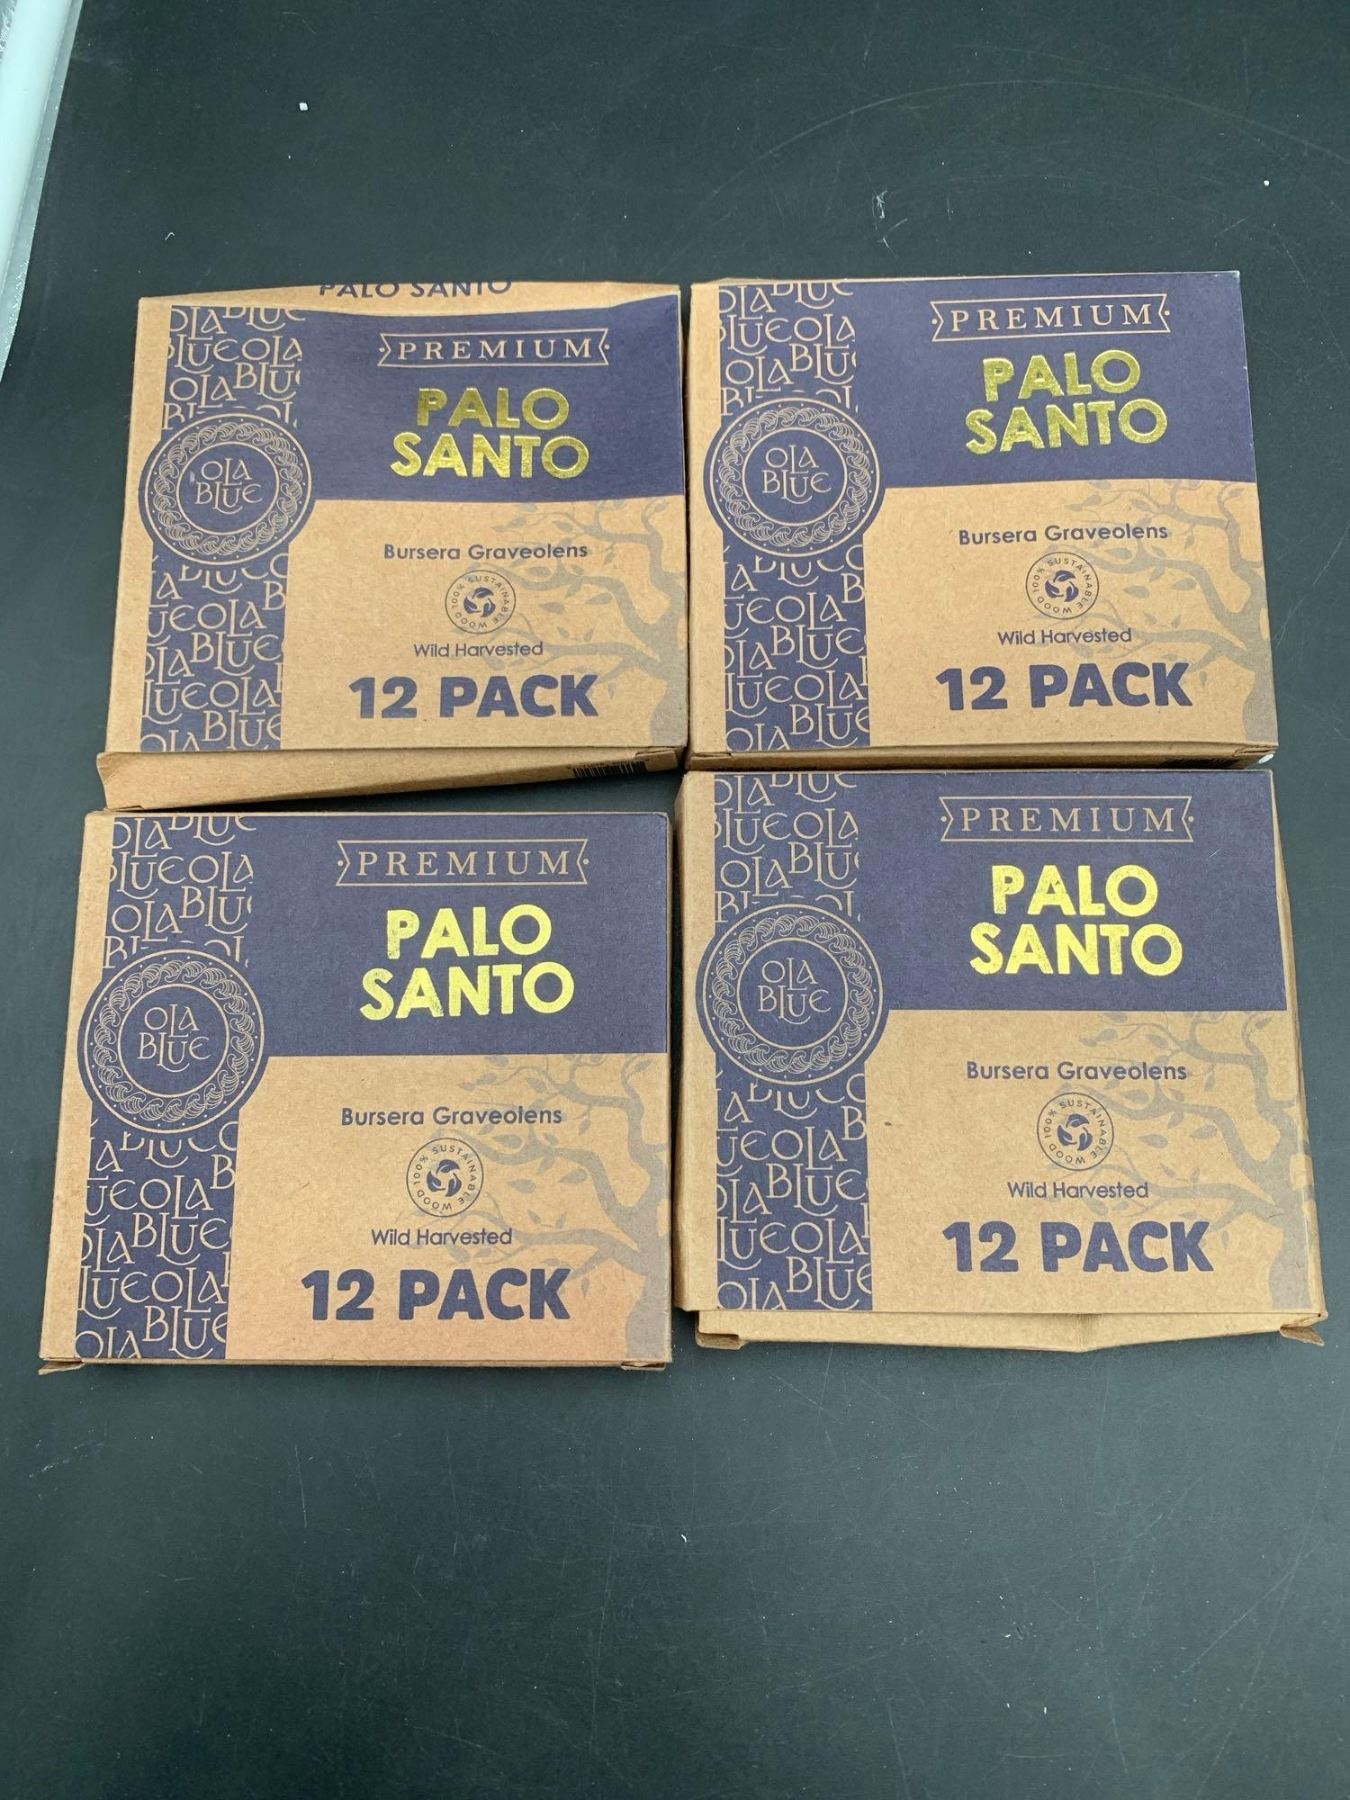 PALO SANTO
PREMIUM
PALO
SANTO
OLA
BLUE
Bursera Graveolens
100% SUSTAINABLE WOOD
Wild Harvested
12 PACK
PREMIUM
PALO
SANTO
OLA
BLUE
Bursera Graveolens
100% SUSTAINABLE WOOD
Wild Harvested
12 PACK
PREMIUM
PALO
SANTO
OLA
BLUE
Bursera Graveolens
100% SUSTAINABLE WOOD
Wild Harvested
12 PACK
PREMIUM
PALO
SANTO
OLA
BLUE
Bursera Graveolens
100% SUSTAINABLE WOOD
Wild Harvested
12 PACK